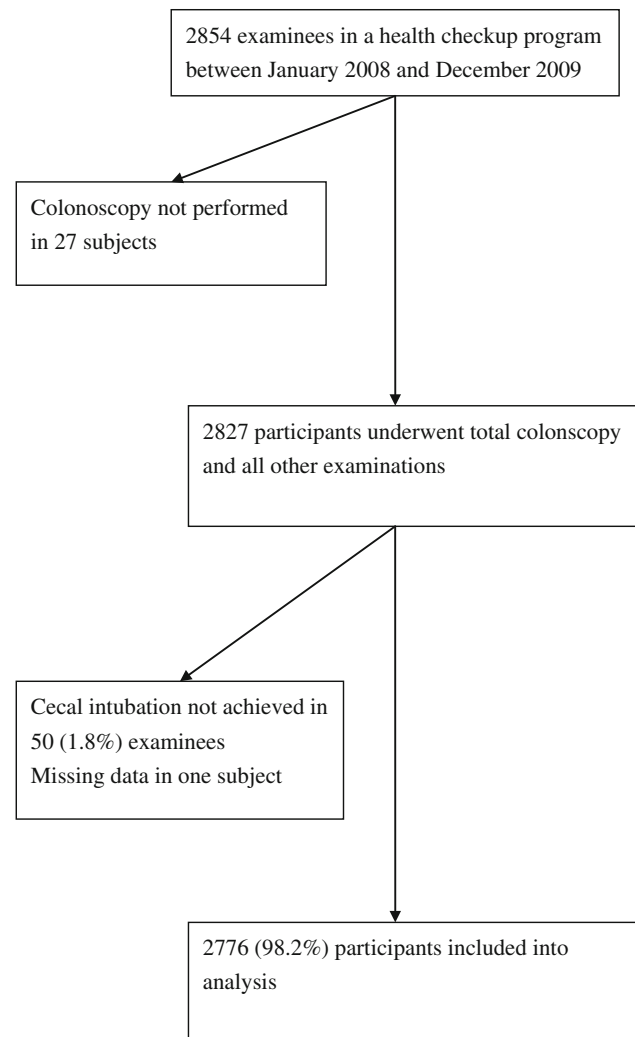 2854 examinees in a health checkup program
between January 2008 and December 2009
Colonoscopy not performed
in 27 subjects
2827 participants underwent total colonscopy
and all other examinations
Cecal intubation not achieved in
50 (1.8%) examinees
Missing data in one subject
2776 (98.2%) participants included into
analysis